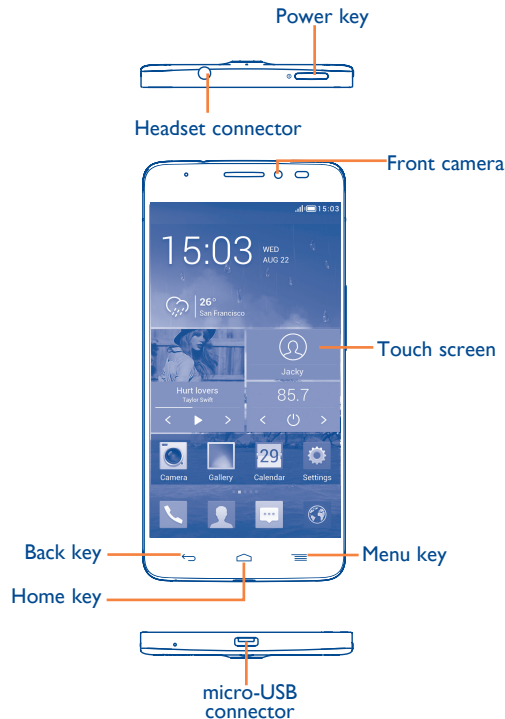 Power key
Headset connector
Front camera
15:03
15:03
WED
AUG 22
26°
San Francisco
Touch screen
Jacky
Hurt lovers
Taylor Swift
85.7
29
Camera
Gallery
Calendar
Settings
Back key
Menu key
Home key
micro-USB
connector